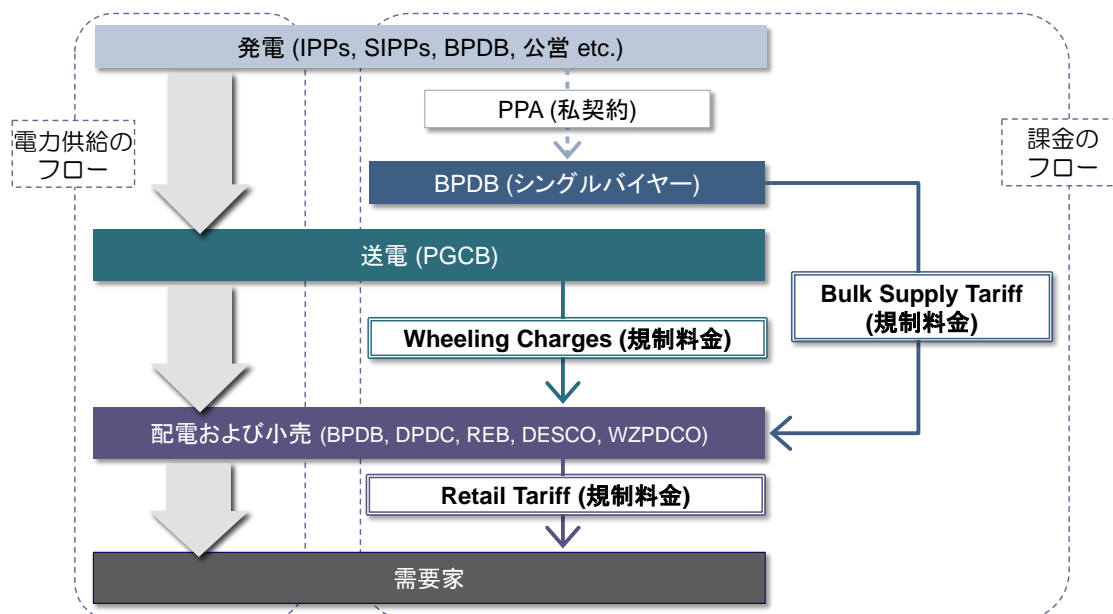 発電 (IPPs, SIPPs, BPDB, 公営 etc.)
PPA (私契約)
電力供給の
フロー
課金の
フロー
BPDB (シングルバイヤー)
送電 (PGCB)
Bulk Supply Tariff
(規制料金)
Wheeling Charges (規制料金)
配電および小売 (BPDB, DPDC, REB, DESCO, WZPDCO)
Retail Tariff (規制料金)
需要家